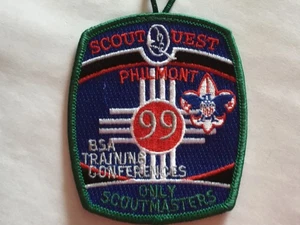 SCOUT QUEST
PHILMONT
99
BSA
TRAINING
CONFERENCES
ONLY
SCOUTMASTERS